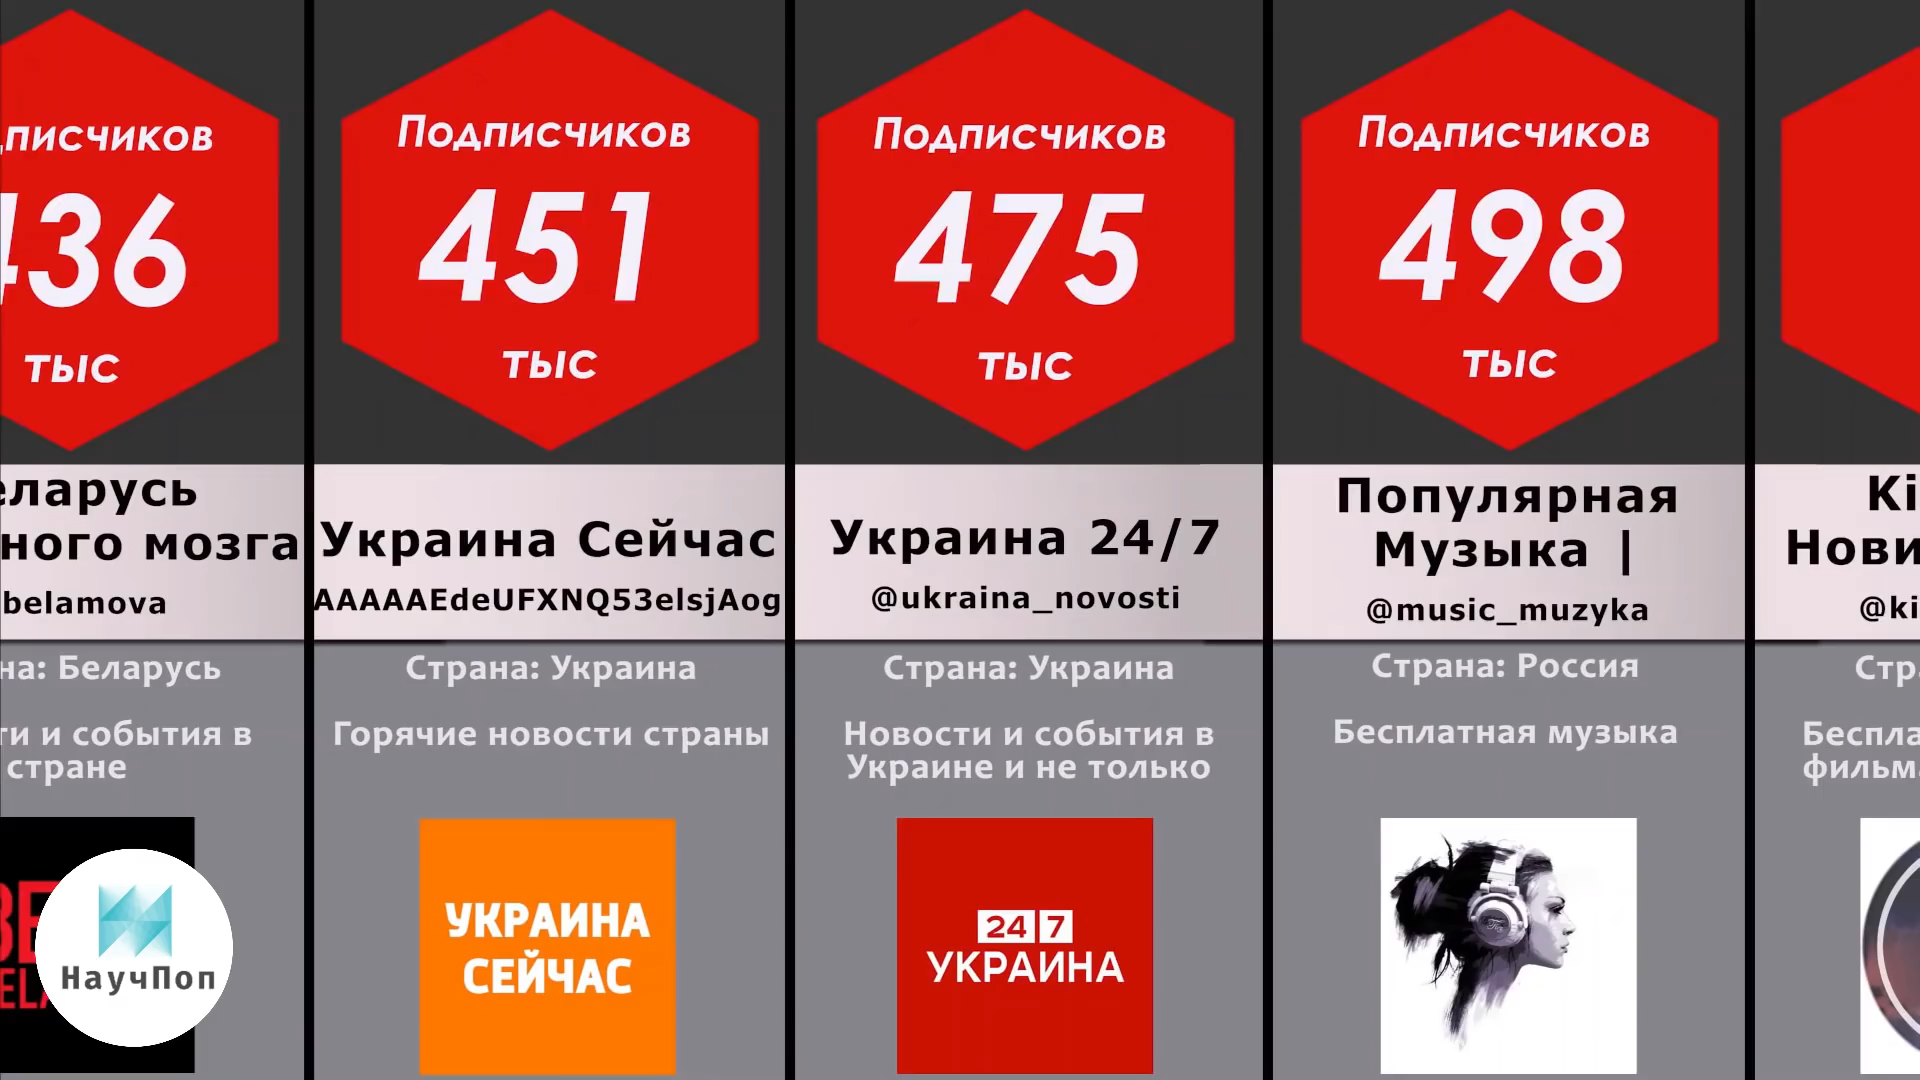 436
тыс
ного мозга
belamova
Беларусь
и события в
стране
НаучПоп
Подписчиков
451
тыс
Украина Сейчас
AAAAAEdeUFXNQ53elsjAog
Страна: Украина
Горячие новости страны
УКРАИНА
СЕЙЧАС
Подписчиков
475
тыс
Украина 24/7
@ukraina_novosti
Страна: Украина
Новости и события в
Украине и не только
24 7
УКРАИНА
Подписчиков
498
тыс
Популярная
Музыка |
@music_muzyka
Страна: Россия
Бесплатная музыка